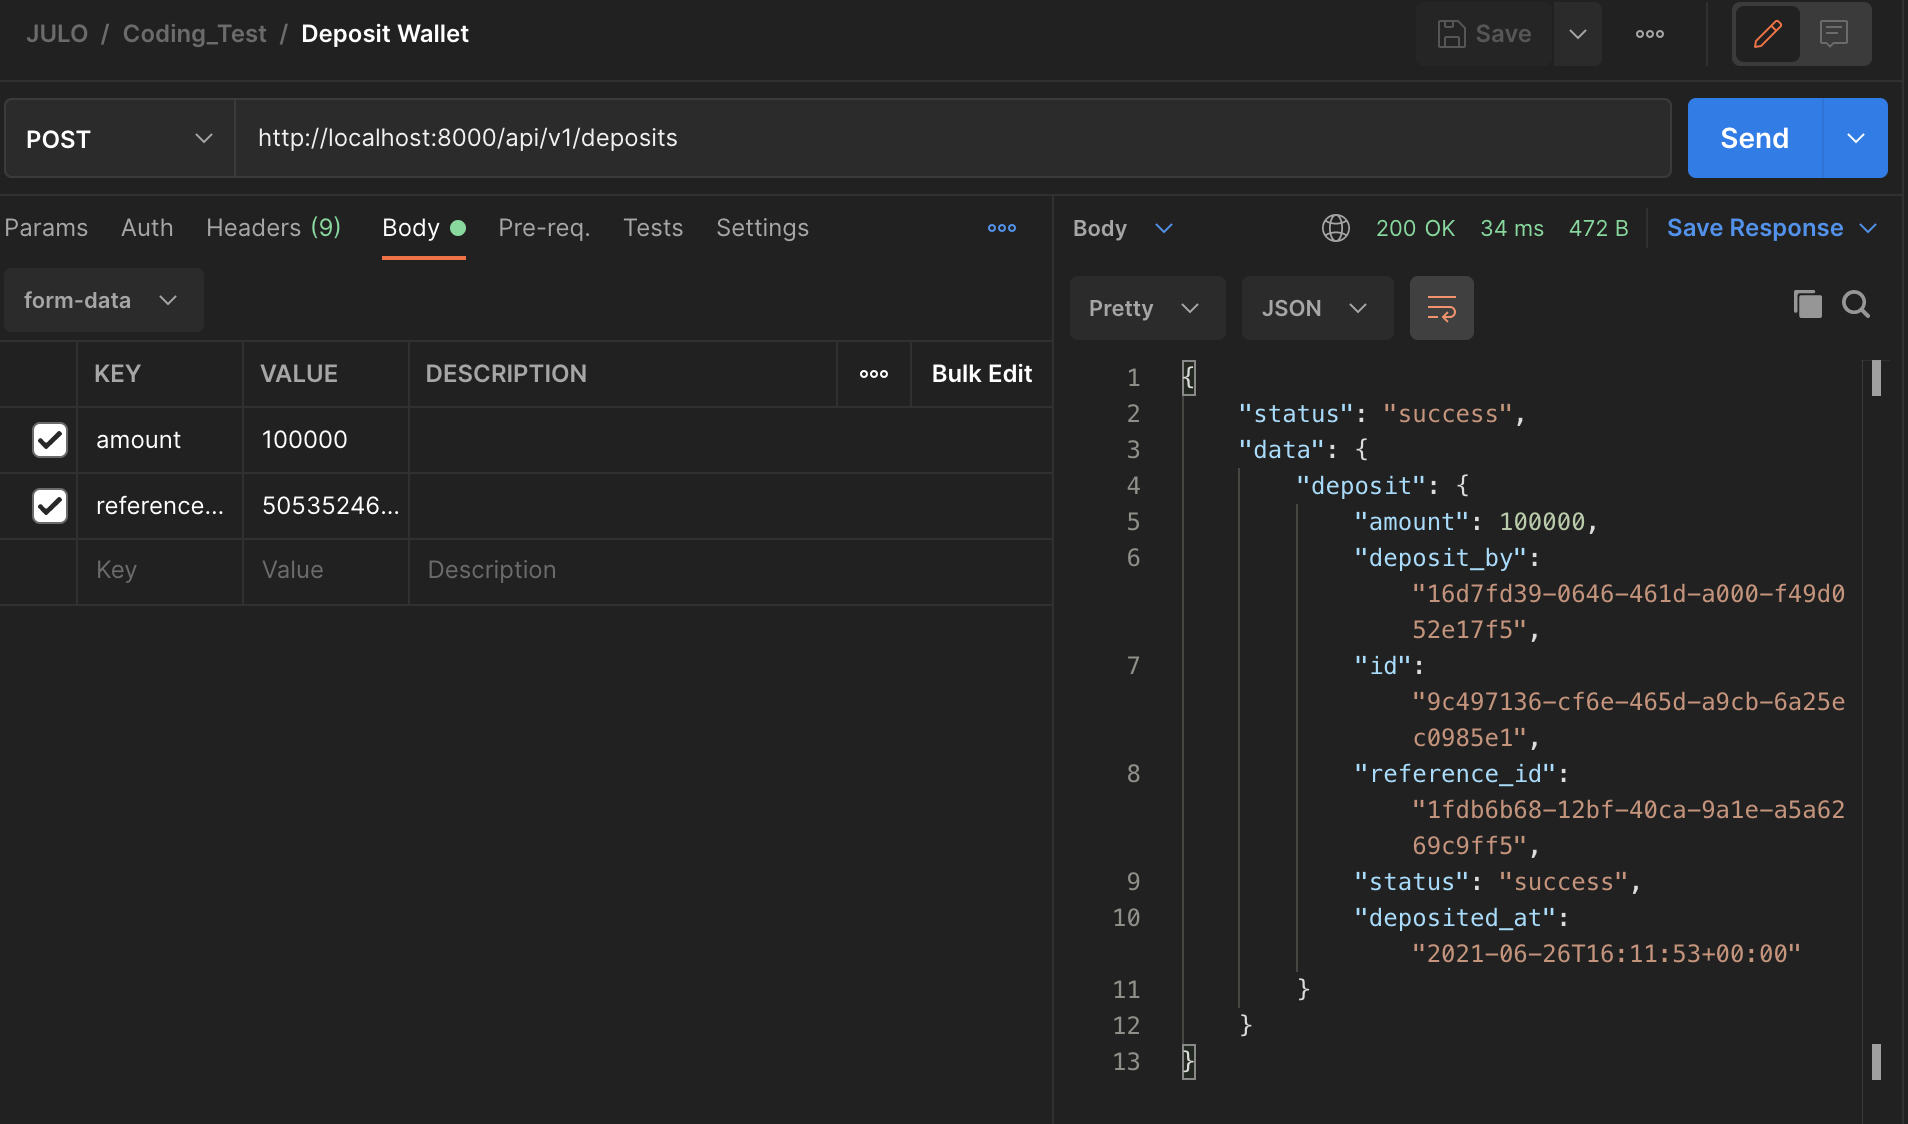 JULO / Coding_Test / Deposit Wallet
Save
POST
http://localhost:8000/api/v1/deposits
Send
Params Auth Headers (9) Body Pre-req. Tests Settings
form-data
KEY VALUE DESCRIPTION Bulk Edit
amount 100000
reference... 50535246...
Key Value Description
Body 200 OK 34 ms 472 B Save Response
Pretty JSON
1 {
2 "status": "success",
3 "data": {
4 "deposit": {
5 "amount": 100000,
6 "deposit_by":
"16d7fd39-0646-461d-a000-f49d0
52e17f5",
7 "id":
"9c497136-cf6e-465d-a9cb-6a25e
c0985e1",
8 "reference_id":
"1fdb6b68-12bf-40ca-9a1e-a5a62
69c9ff5",
9 "status": "success",
10 "deposited_at":
"2021-06-26T16:11:53+00:00"
11 }
12 }
13 }